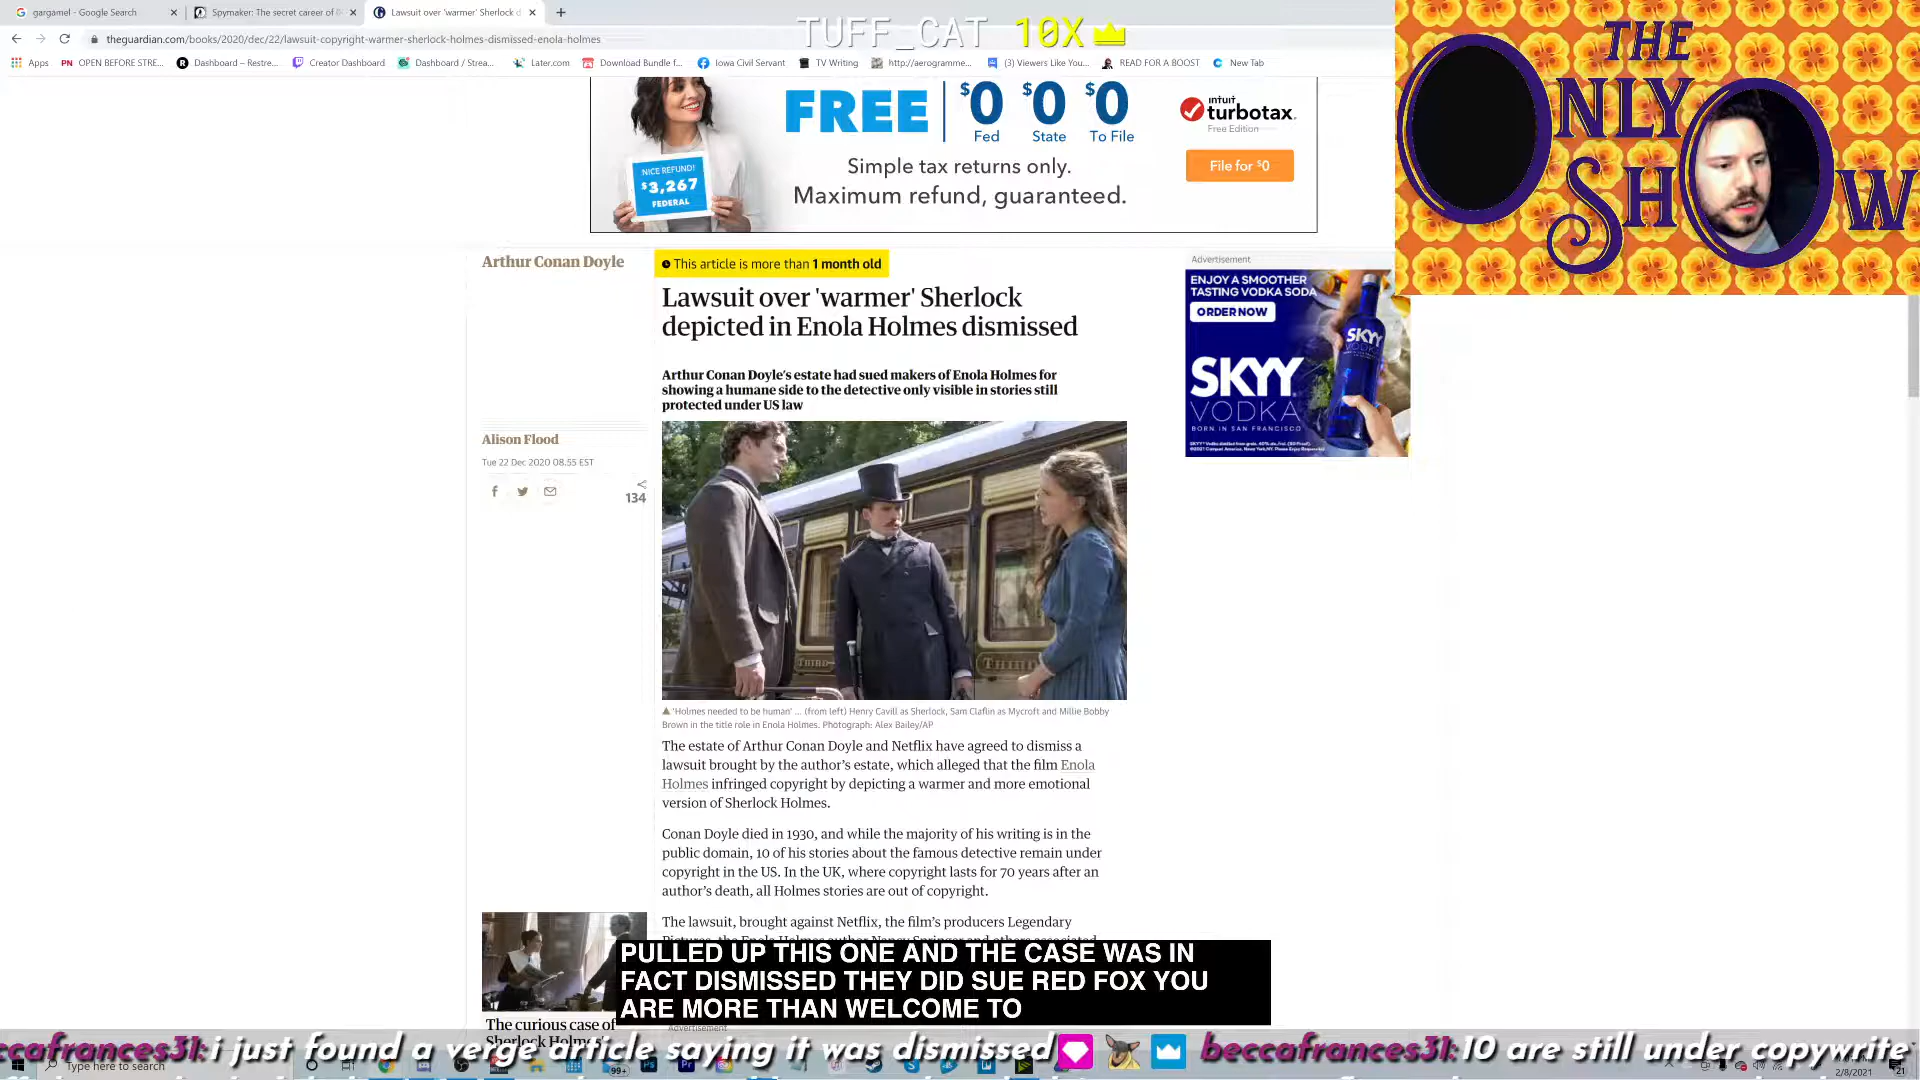 gargamel - Google Search
Spymaker: The secret career of
Lawsuit over 'warmer' Sherlock d
theguardian.com/books/2020/dec/22/lawsuit-copyright-warmer-sherlock-holmes-dismissed-enola-holmes
TUFF_CAT 10X
Apps
PN OPEN BEFORE STRE...
Dashboard – Restre...
Creator Dashboard
Dashboard / Strea...
Later.com
Download Bundle f...
Iowa Civil Servant
TV Writing
http://aerogramme...
(3) Viewers Like You...
READ FOR A BOOST
New Tab
THE
ONLY
SHOW
FREE
$0 $0 $0
Fed State To File
Simple tax returns only.
Maximum refund, guaranteed.
NICE REFUND!
$3,267
FEDERAL
intuit
turbotax.
Free Edition
File for $0
Arthur Conan Doyle
This article is more than 1 month old
Lawsuit over 'warmer' Sherlock
depicted in Enola Holmes dismissed
Arthur Conan Doyle's estate had sued makers of Enola Holmes for
showing a humane side to the detective only visible in stories still
protected under US law
Alison Flood
Tue 22 Dec 2020 08.55 EST
134
Advertisement
ENJOY A SMOOTHER
TASTING VODKA SODA
ORDER NOW
SKYY
VODKA
BORN IN SAN FRANCISCO
SKYY
THIRD
THIRD
'Holmes needed to be human' ... (from left) Henry Cavill as Sherlock, Sam Claflin as Mycroft and Millie Bobby
Brown in the title role in Enola Holmes. Photograph: Alex Bailey/AP
The estate of Arthur Conan Doyle and Netflix have agreed to dismiss a
lawsuit brought by the author's estate, which alleged that the film Enola
Holmes infringed copyright by depicting a warmer and more emotional
version of Sherlock Holmes.
Conan Doyle died in 1930, and while the majority of his writing is in the
public domain, 10 of his stories about the famous detective remain under
copyright in the US. In the UK, where copyright lasts for 70 years after an
author's death, all Holmes stories are out of copyright.
The lawsuit, brought against Netflix, the film's producers Legendary
PULLED UP THIS ONE AND THE CASE WAS IN
FACT DISMISSED THEY DID SUE RED FOX YOU
ARE MORE THAN WELCOME TO
The curious case of
Sherlock Holmes
Advertisement
ccafrances31: i just found a verge article saying it was dismissed
beccafrances31: 10 are still under copywrite
Type here to search
99+
2/8/2021
21